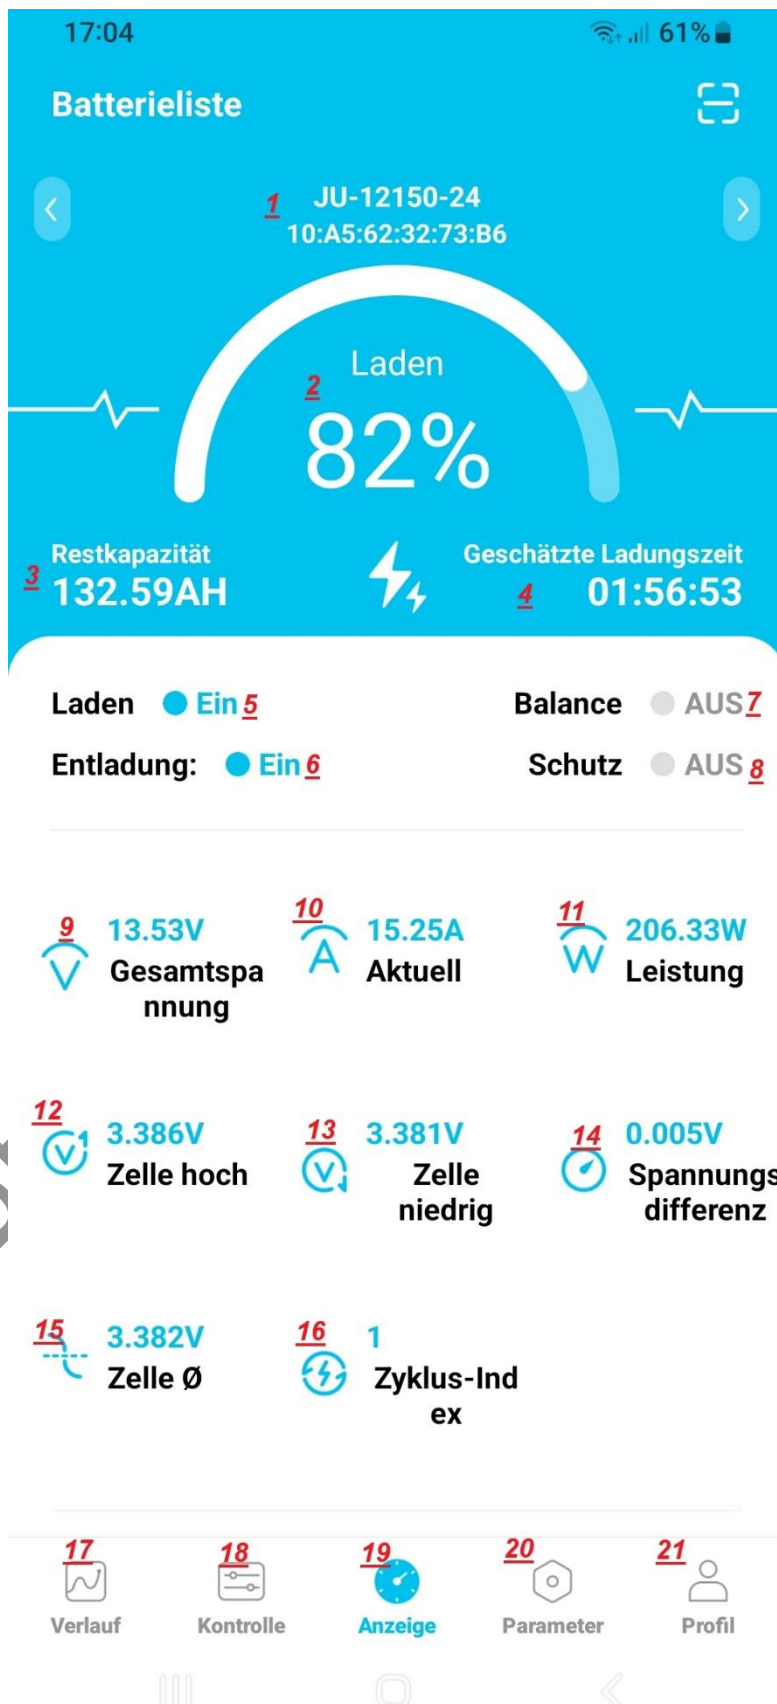 17:04 61%
Batterieliste
1 JU-12150-24
10:A5:62:32:73:B6
Laden
2
82%
Restkapazität
3 132.59AH
Geschätzte Ladungszeit
4 01:56:53
Laden Ein 5
Balance AUS 7
Entladung: Ein 6
Schutz AUS 8
9 13.53V
V Gesamtspa
nnung
10 15.25A
A Aktuell
11 206.33W
W Leistung
12 3.386V
V Zelle hoch
13 3.381V
V Zelle
niedrig
14 0.005V
Spannungs
differenz
15 3.382V
Zelle Ø
16 1
Zyklus-Ind
ex
17 18 19 20 21
Verlauf Kontrolle Anzeige Parameter Profil